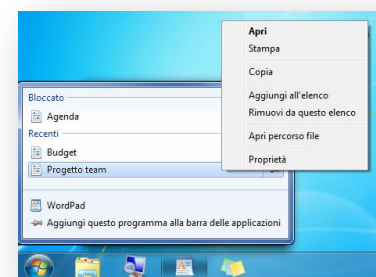 Apri
Stampa
Copia
Aggiungi all'elenco
Rimuovi da questo elenco
Apri percorso file
Proprietà
Bloccato
Agenda
Recenti
Budget
Progetto team
WordPad
Aggiungi questo programma alla barra delle applicazioni